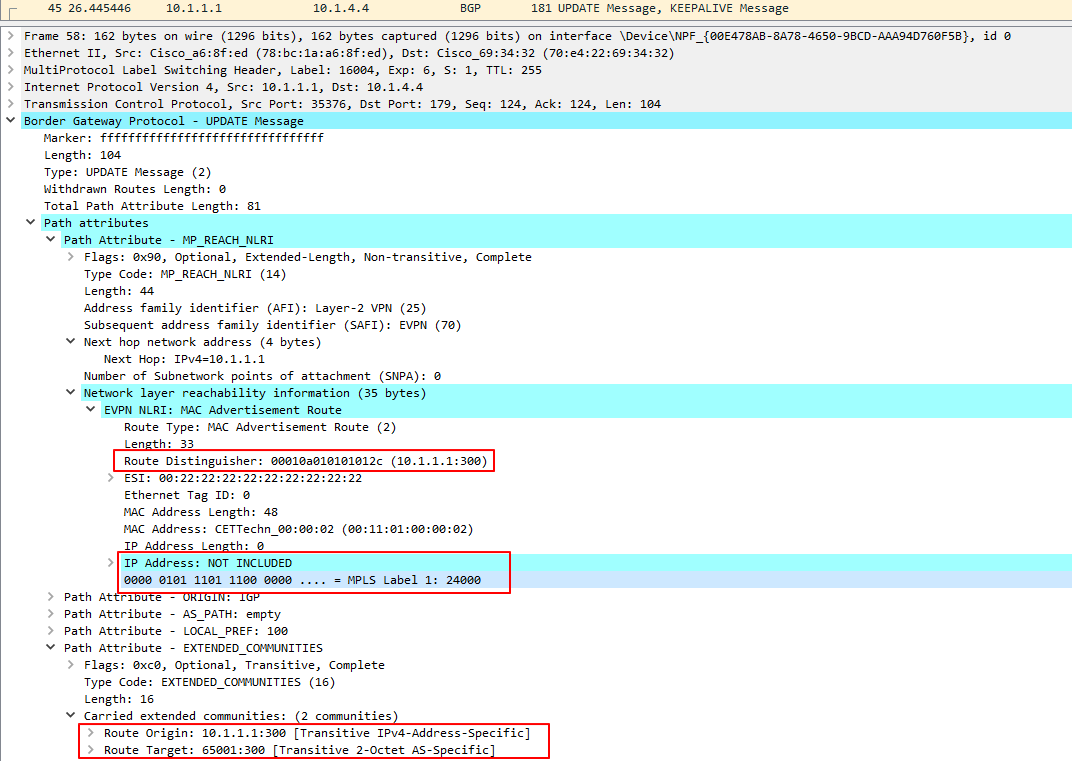 45 26.445446 10.1.1.1 10.1.4.4 BGP 181 UPDATE Message, KEEPALIVE Message
Frame 58: 162 bytes on wire (1296 bits), 162 bytes captured (1296 bits) on interface \Device\NPF_{00E478AB-8A78-4650-9BCD-AAA94D760F5B}, id 0
Ethernet II, Src: Cisco_a6:8f:ed (78:bc:1a:a6:8f:ed), Dst: Cisco_69:34:32 (70:e4:22:69:34:32)
MultiProtocol Label Switching Header, Label: 16004, Exp: 6, S: 1, TTL: 255
Internet Protocol Version 4, Src: 10.1.1.1, Dst: 10.1.4.4
Transmission Control Protocol, Src Port: 35376, Dst Port: 179, Seq: 124, Ack: 124, Len: 104
Border Gateway Protocol - UPDATE Message
Marker: ffffffffffffffffffffffffffffffff
Length: 104
Type: UPDATE Message (2)
Withdrawn Routes Length: 0
Total Path Attribute Length: 81
Path attributes
Path Attribute - MP_REACH_NLRI
Flags: 0x90, Optional, Extended-Length, Non-transitive, Complete
Type Code: MP_REACH_NLRI (14)
Length: 44
Address family identifier (AFI): Layer-2 VPN (25)
Subsequent address family identifier (SAFI): EVPN (70)
Next hop network address (4 bytes)
Next Hop: IPv4=10.1.1.1
Number of Subnetwork points of attachment (SNPA): 0
Network layer reachability information (35 bytes)
EVPN NLRI: MAC Advertisement Route
Route Type: MAC Advertisement Route (2)
Length: 33
Route Distinguisher: 00010a010101012c (10.1.1.1:300)
ESI: 00:22:22:22:22:22:22:22:22:22
Ethernet Tag ID: 0
MAC Address Length: 48
MAC Address: CETTechn_00:00:02 (00:11:01:00:00:02)
IP Address Length: 0
IP Address: NOT INCLUDED
0000 0101 1101 1100 0000 .... = MPLS Label 1: 24000
Path Attribute - ORIGIN: IGP
Path Attribute - AS_PATH: empty
Path Attribute - LOCAL_PREF: 100
Path Attribute - EXTENDED_COMMUNITIES
Flags: 0xc0, Optional, Transitive, Complete
Type Code: EXTENDED_COMMUNITIES (16)
Length: 16
Carried extended communities: (2 communities)
Route Origin: 10.1.1.1:300 [Transitive IPv4-Address-Specific]
Route Target: 65001:300 [Transitive 2-Octet AS-Specific]